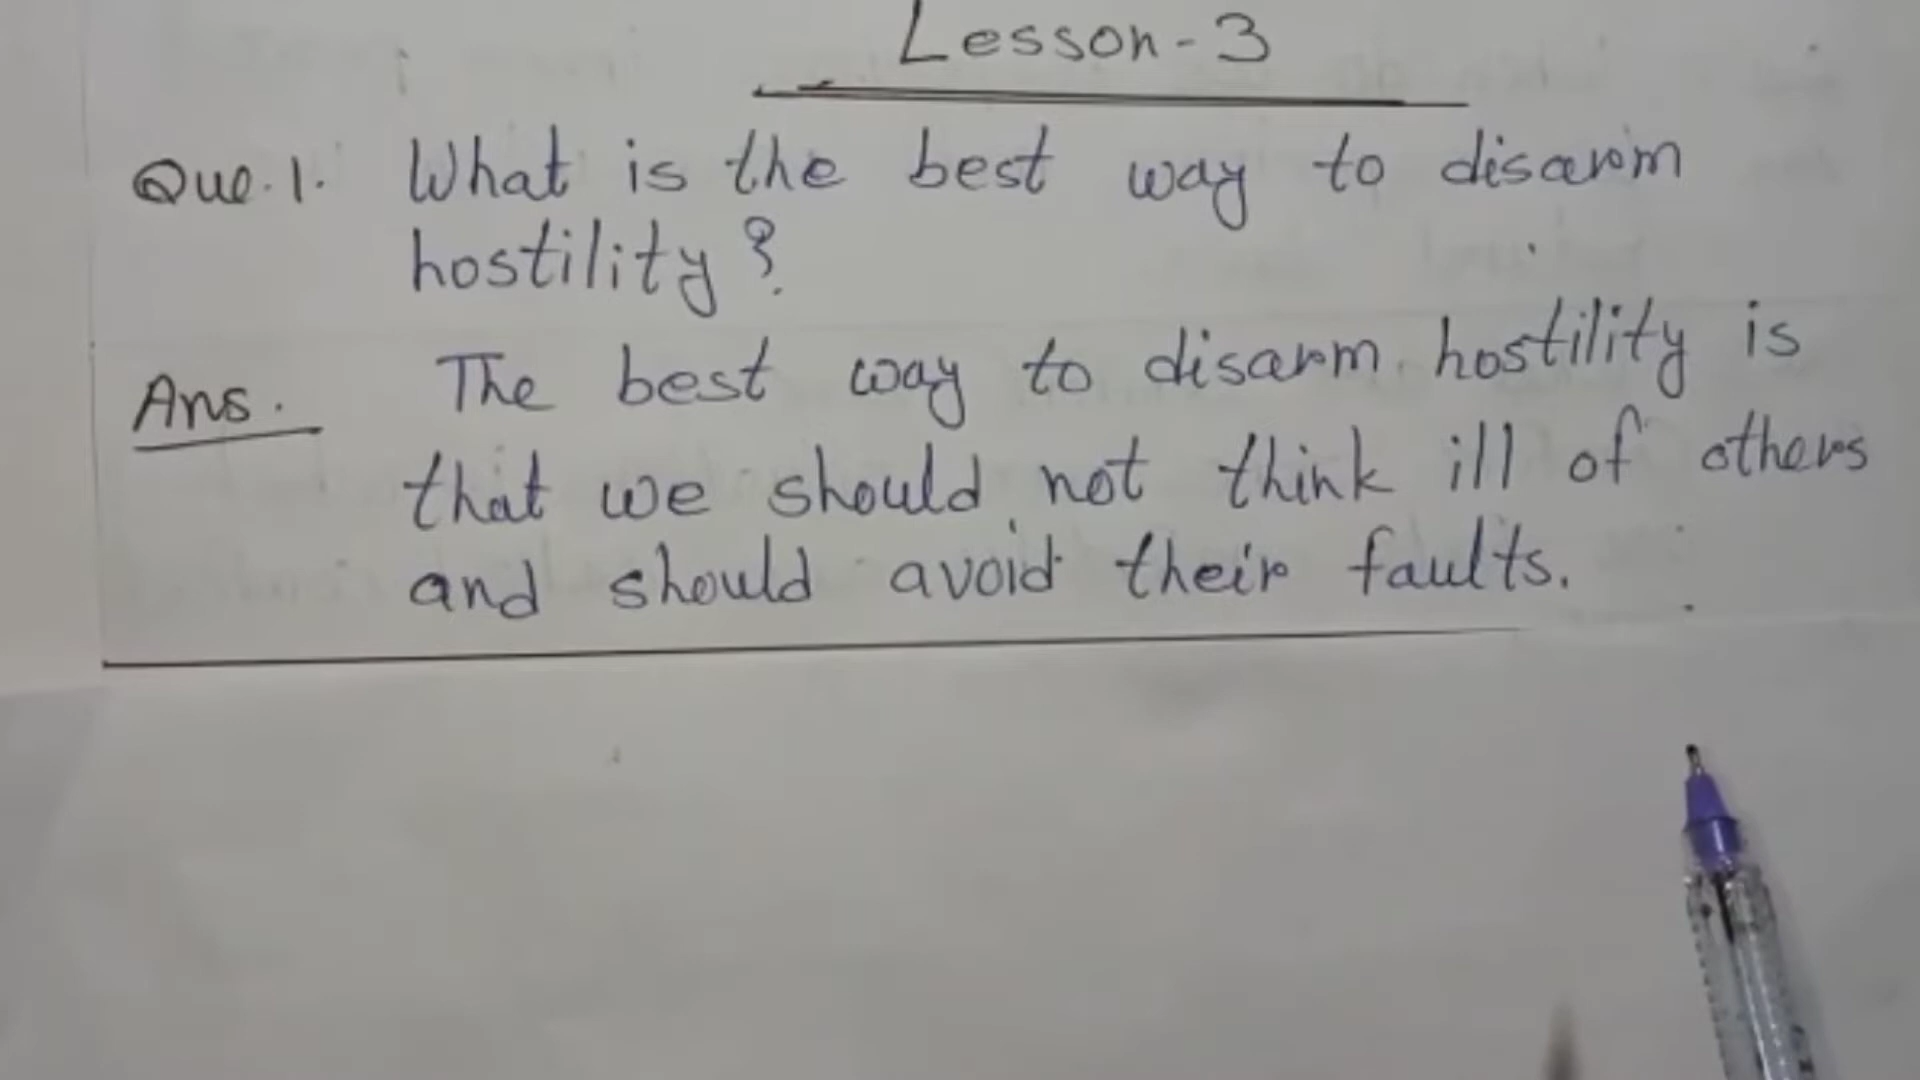 Lesson-3
Que.1. What is the best way to disarm
hostility?
Ans. The best way to disarm hostility is
that we should not think ill of others
and should avoid their faults.